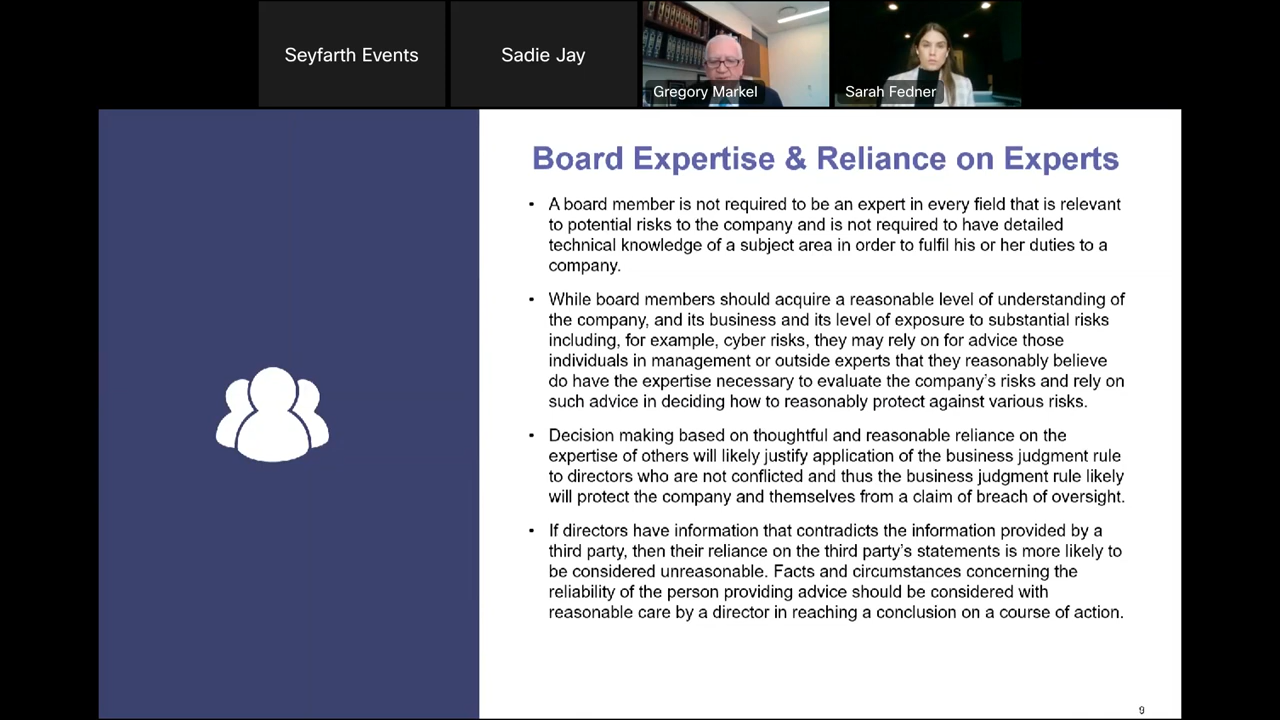 Seyfarth Events
Sadie Jay
Gregory Markel
Sarah Fedner
Board Expertise & Reliance on Experts
• A board member is not required to be an expert in every field that is relevant
to potential risks to the company and is not required to have detailed
technical knowledge of a subject area in order to fulfil his or her duties to a
company.
• While board members should acquire a reasonable level of understanding of
the company, and its business and its level of exposure to substantial risks
including, for example, cyber risks, they may rely on for advice those
individuals in management or outside experts that they reasonably believe
do have the expertise necessary to evaluate the company's risks and rely on
such advice in deciding how to reasonably protect against various risks.
• Decision making based on thoughtful and reasonable reliance on the
expertise of others will likely justify application of the business judgment rule
to directors who are not conflicted and thus the business judgment rule likely
will protect the company and themselves from a claim of breach of oversight.
• If directors have information that contradicts the information provided by a
third party, then their reliance on the third party's statements is more likely to
be considered unreasonable. Facts and circumstances concerning the
reliability of the person providing advice should be considered with
reasonable care by a director in reaching a conclusion on a course of action.
9